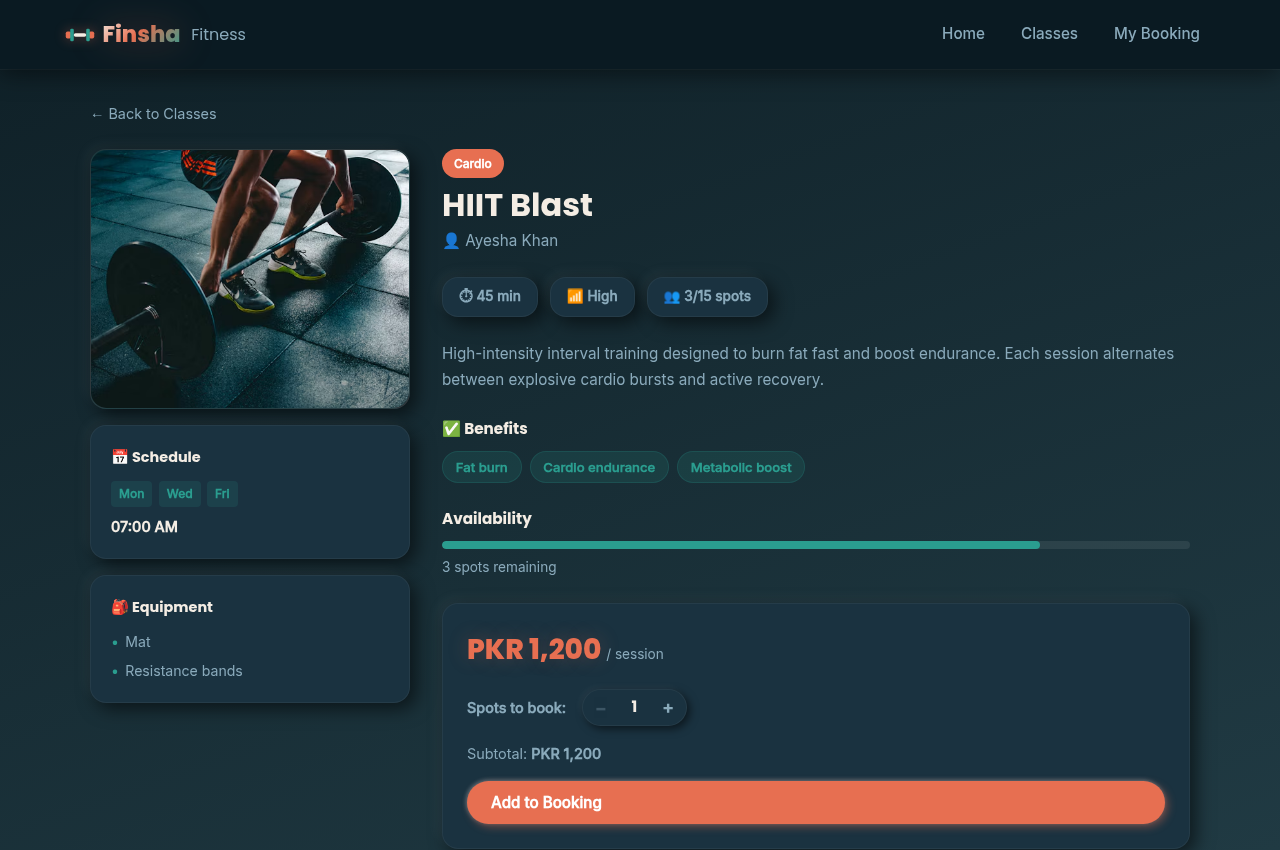 Finsha Fitness
Home
Classes
My Booking
← Back to Classes
Cardio
HIIT Blast
👤 Ayesha Khan
⏱ 45 min
📶 High
👥 3/15 spots
High-intensity interval training designed to burn fat fast and boost endurance. Each session alternates
between explosive cardio bursts and active recovery.
✅ Benefits
Fat burn
Cardio endurance
Metabolic boost
Availability
3 spots remaining
📅 Schedule
Mon
Wed
Fri
07:00 AM
🎒 Equipment
• Mat
• Resistance bands
PKR 1,200 / session
Spots to book: − 1 +
Subtotal: PKR 1,200
Add to Booking